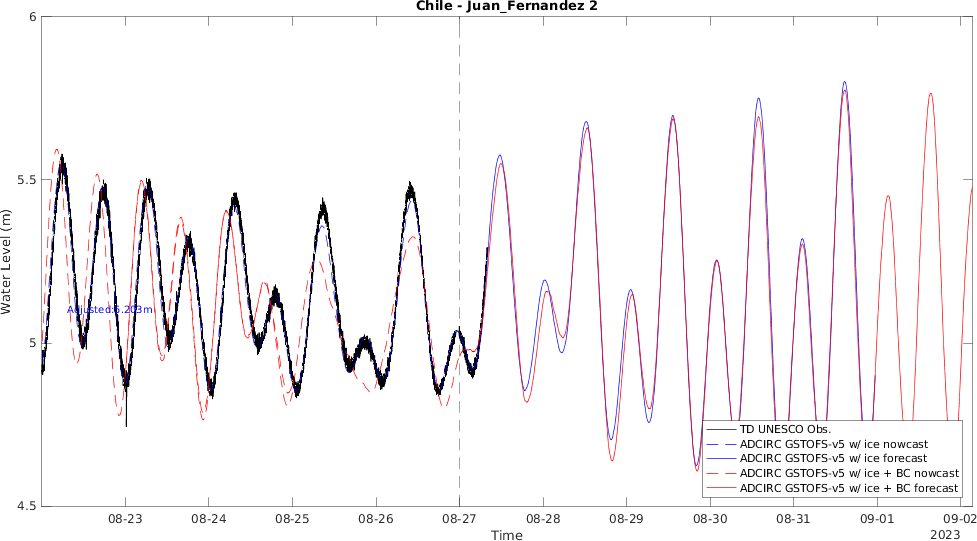 Chile - Juan_Fernandez 2
Water Level (m)
6
5.5
5
4.5
Adjusted:5.203m
TD UNESCO Obs.
ADCIRC GSTOFS-v5 w/ ice nowcast
ADCIRC GSTOFS-v5 w/ ice forecast
ADCIRC GSTOFS-v5 w/ ice + BC nowcast
ADCIRC GSTOFS-v5 w/ ice + BC forecast
08-23 08-24 08-25 08-26 08-27 08-28 08-29 08-30 08-31 09-01 09-02
Time
2023